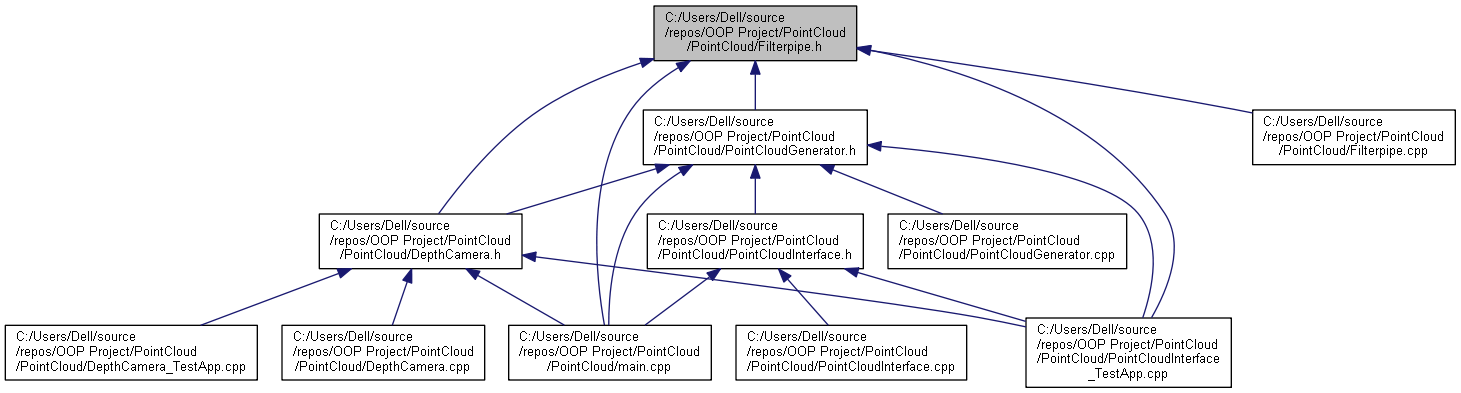 C:/Users/Dell/source
/repos/OOP Project/PointCloud
/PointCloud/Filterpipe.h
C:/Users/Dell/source
/repos/OOP Project/PointCloud
/PointCloud/PointCloudGenerator.h
C:/Users/Dell/source
/repos/OOP Project/PointCloud
/PointCloud/Filterpipe.cpp
C:/Users/Dell/source
/repos/OOP Project/PointCloud
/PointCloud/DepthCamera.h
C:/Users/Dell/source
/repos/OOP Project/PointCloud
/PointCloud/PointCloudInterface.h
C:/Users/Dell/source
/repos/OOP Project/PointCloud
/PointCloud/PointCloudGenerator.cpp
C:/Users/Dell/source
/repos/OOP Project/PointCloud
/PointCloud/DepthCamera_TestApp.cpp
C:/Users/Dell/source
/repos/OOP Project/PointCloud
/PointCloud/DepthCamera.cpp
C:/Users/Dell/source
/repos/OOP Project/PointCloud
/PointCloud/main.cpp
C:/Users/Dell/source
/repos/OOP Project/PointCloud
/PointCloud/PointCloudInterface.cpp
C:/Users/Dell/source
/repos/OOP Project/PointCloud
/PointCloud/PointCloudInterface
_TestApp.cpp